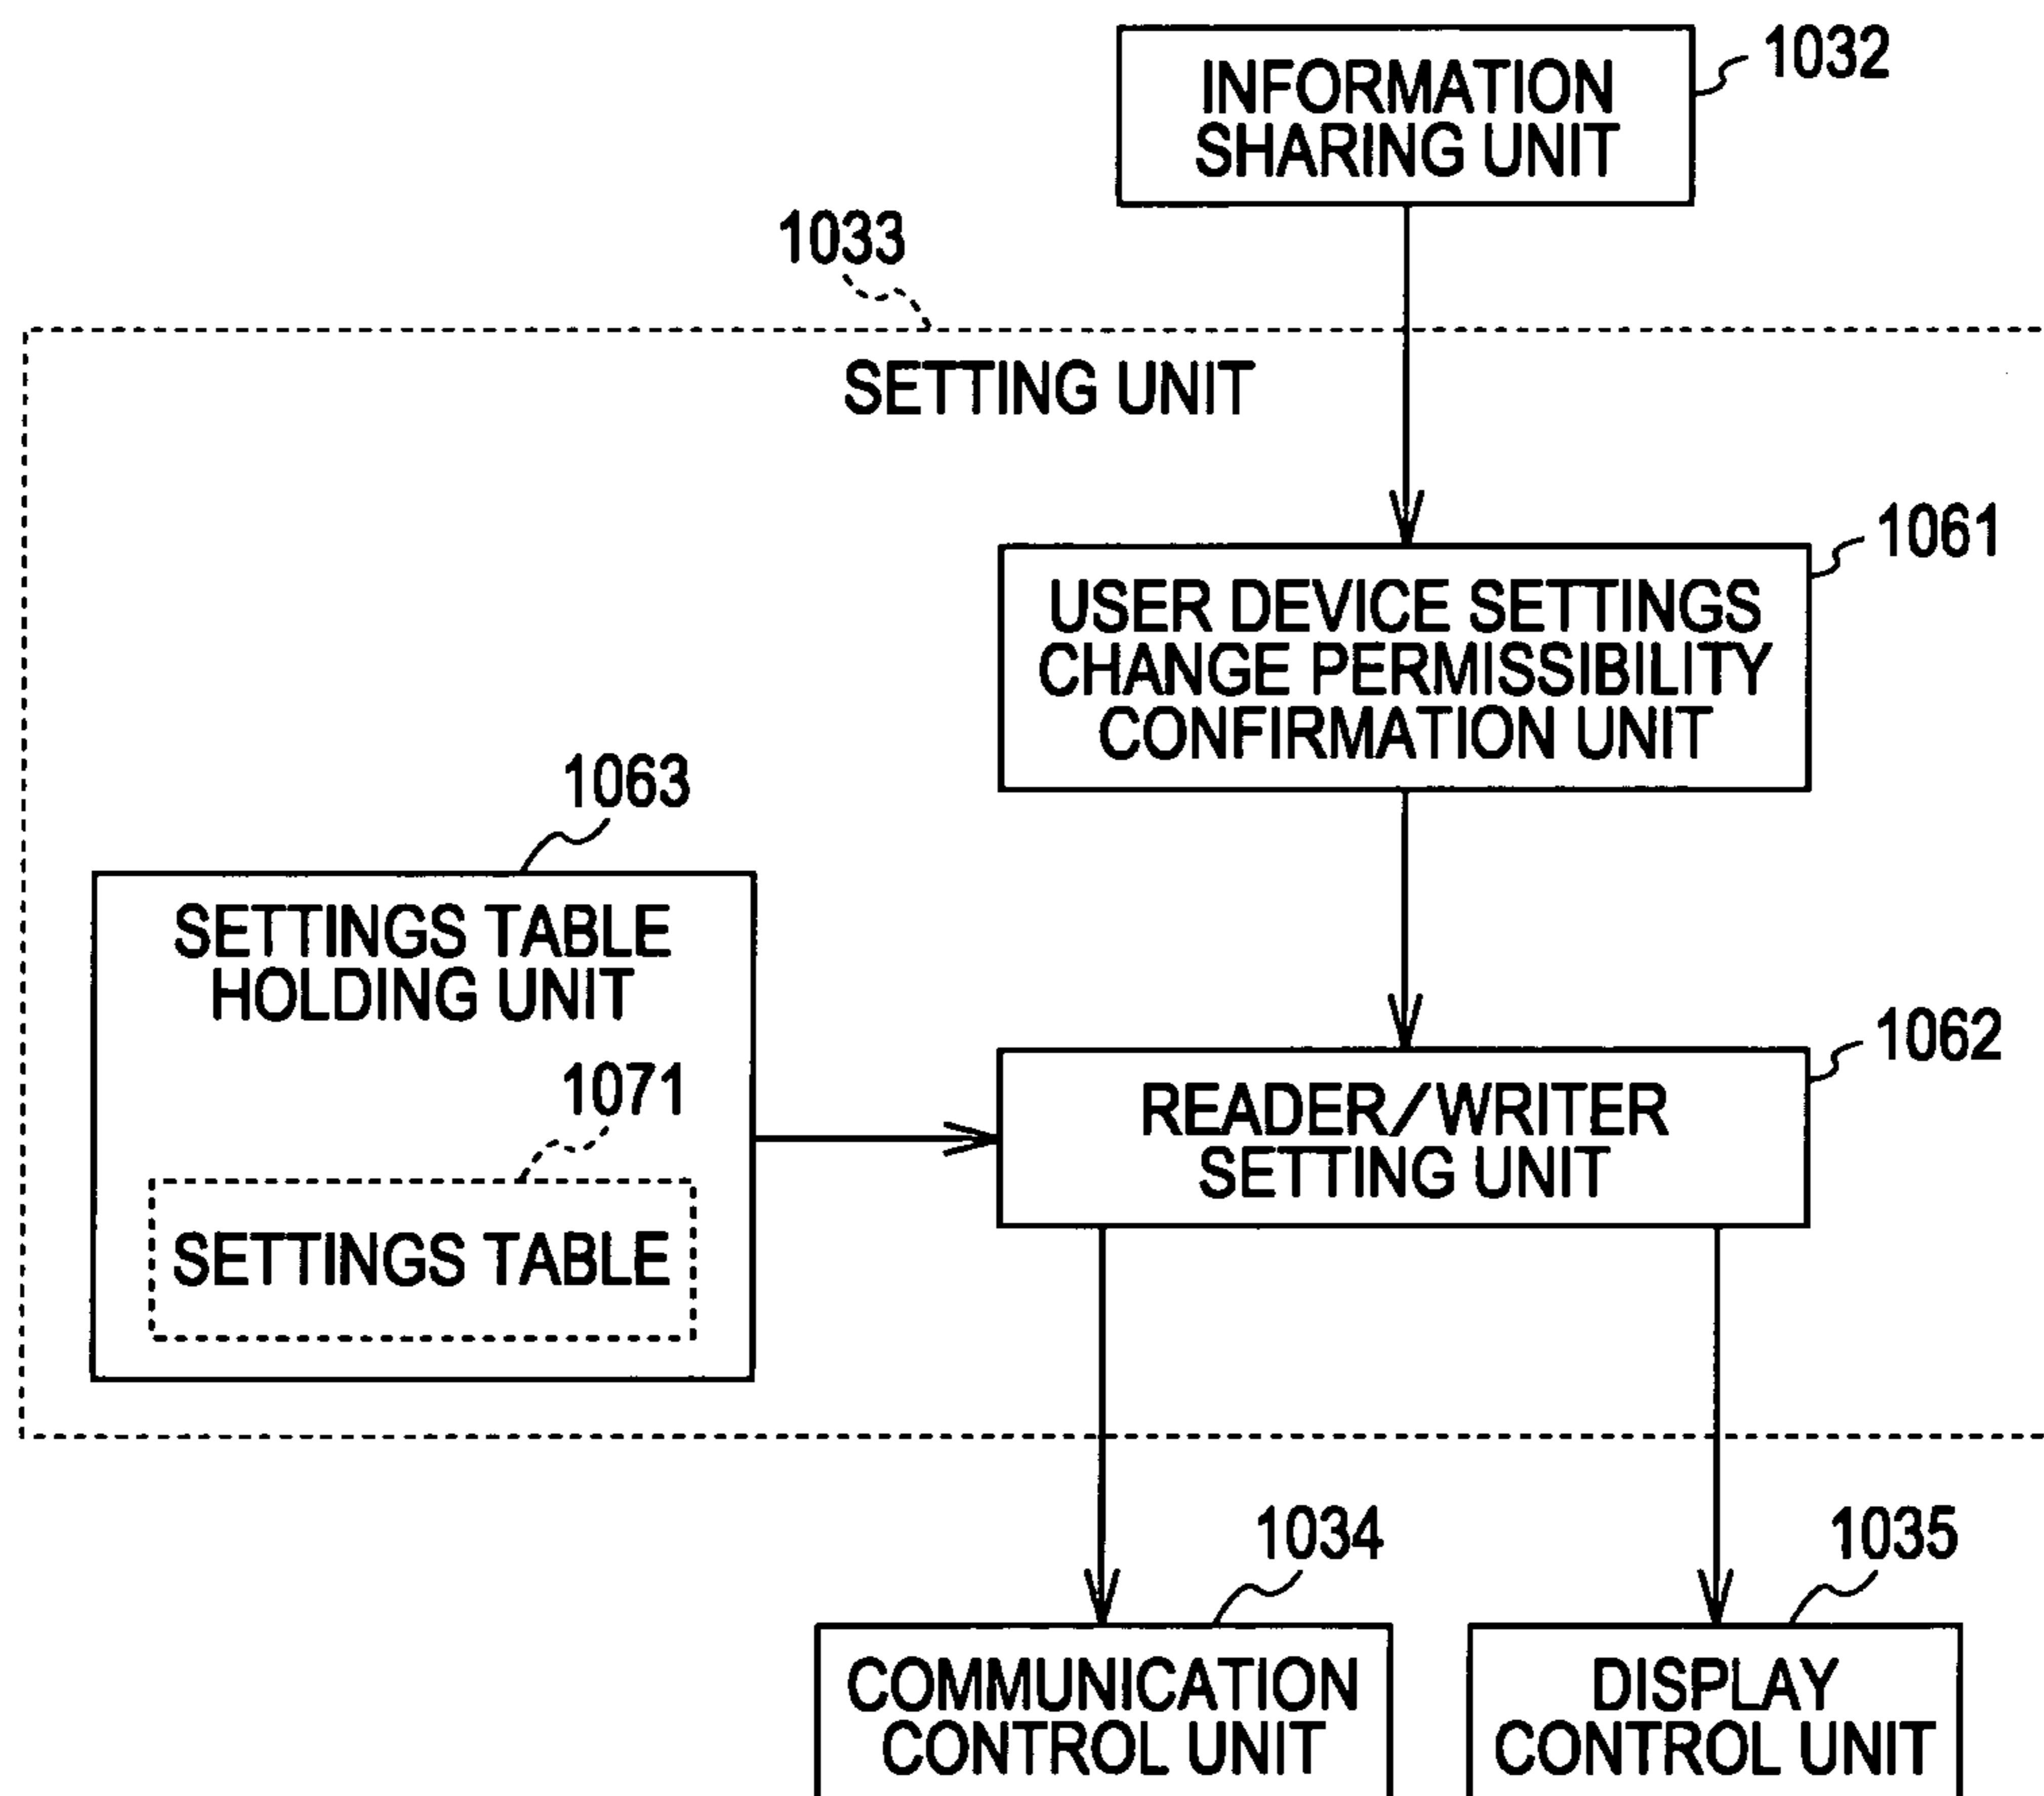 INFORMATION
SHARING UNIT
1032
1033
SETTING UNIT
USER DEVICE SETTINGS
CHANGE PERMISSIBILITY
CONFIRMATION UNIT
1061
1063
SETTINGS TABLE
HOLDING UNIT
1071
SETTINGS TABLE
READER/WRITER
SETTING UNIT
1062
1034
COMMUNICATION
CONTROL UNIT
1035
DISPLAY
CONTROL UNIT